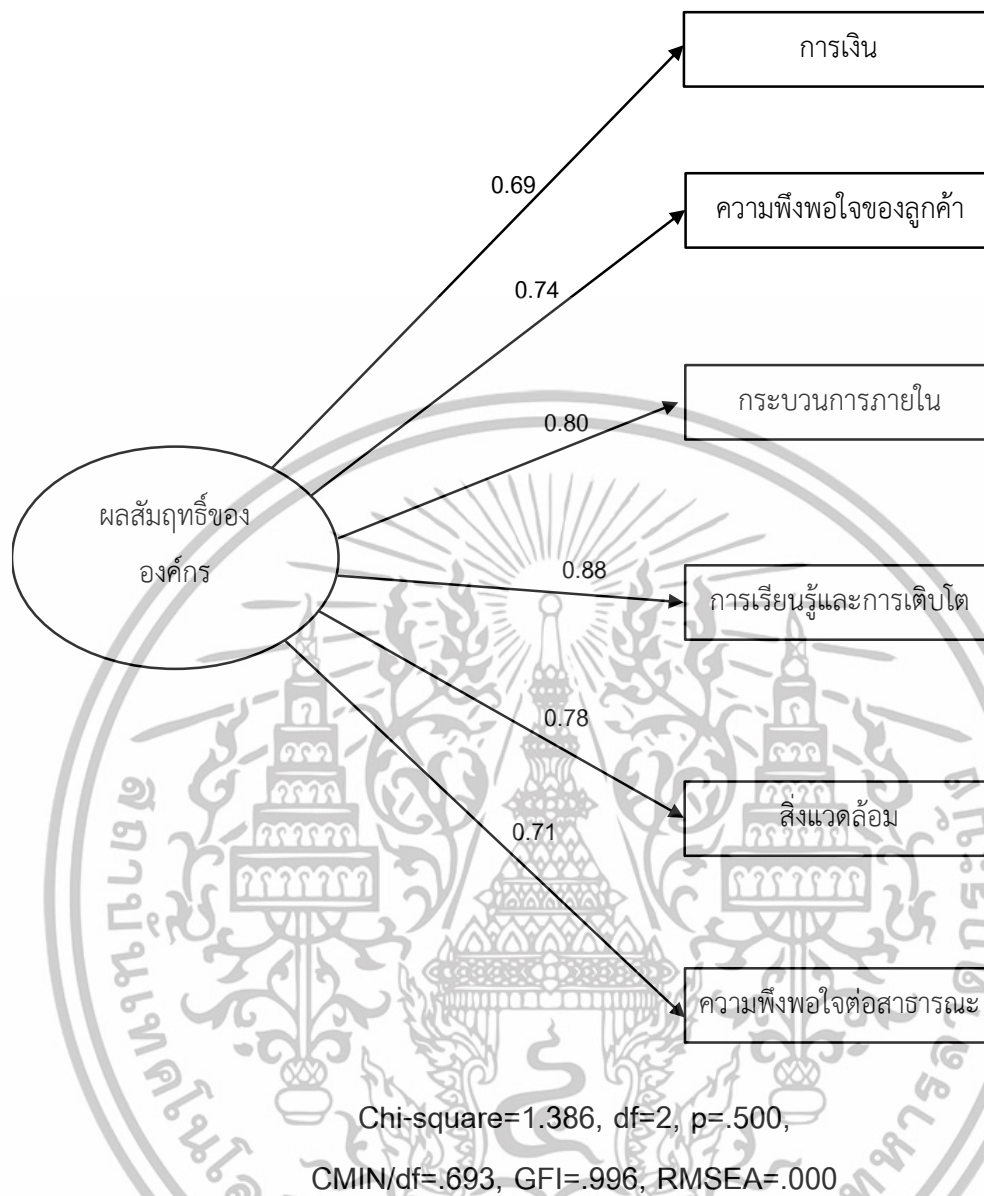 การเงิน
0.69
ความพึงพอใจของลูกค้า
0.74
กระบวนการภายใน
0.80
ผลสัมฤทธิ์ของ
องค์กร
0.88
การเรียนรู้และการเติบโต
0.78
สิ่งแวดล้อม
0.71
ความพึงพอใจต่อสาธารณะ
Chi-square=1.386, df=2, p=.500,
CMIN/df=.693, GFI=.996, RMSEA=.000